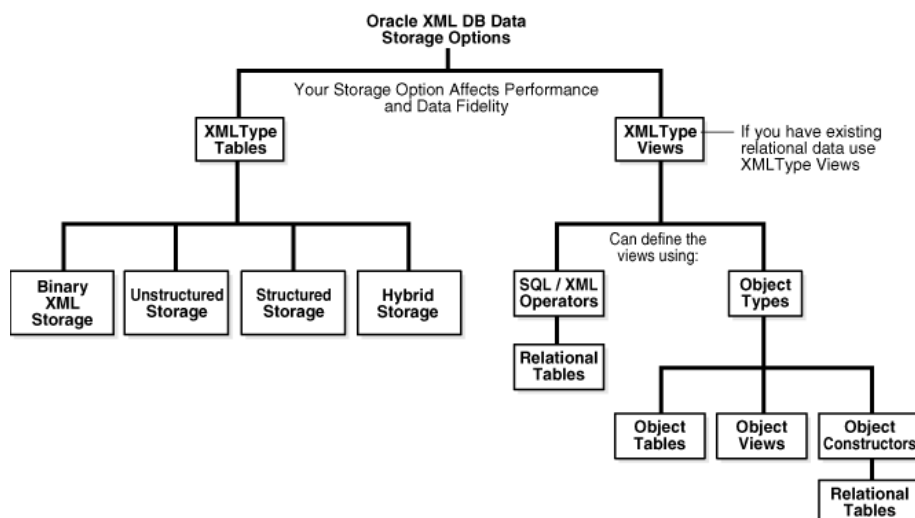 Oracle XML DB Data
Storage Options
Your Storage Option Affects Performance
and Data Fidelity
XMLType
Tables
XMLType
Views
If you have existing
relational data use
XMLType Views
Binary
XML
Storage
Unstructured
Storage
Structured
Storage
Hybrid
Storage
Can define the
views using:
SQL / XML
Operators
Object
Types
Relational
Tables
Object
Tables
Object
Views
Object
Constructors
Relational
Tables